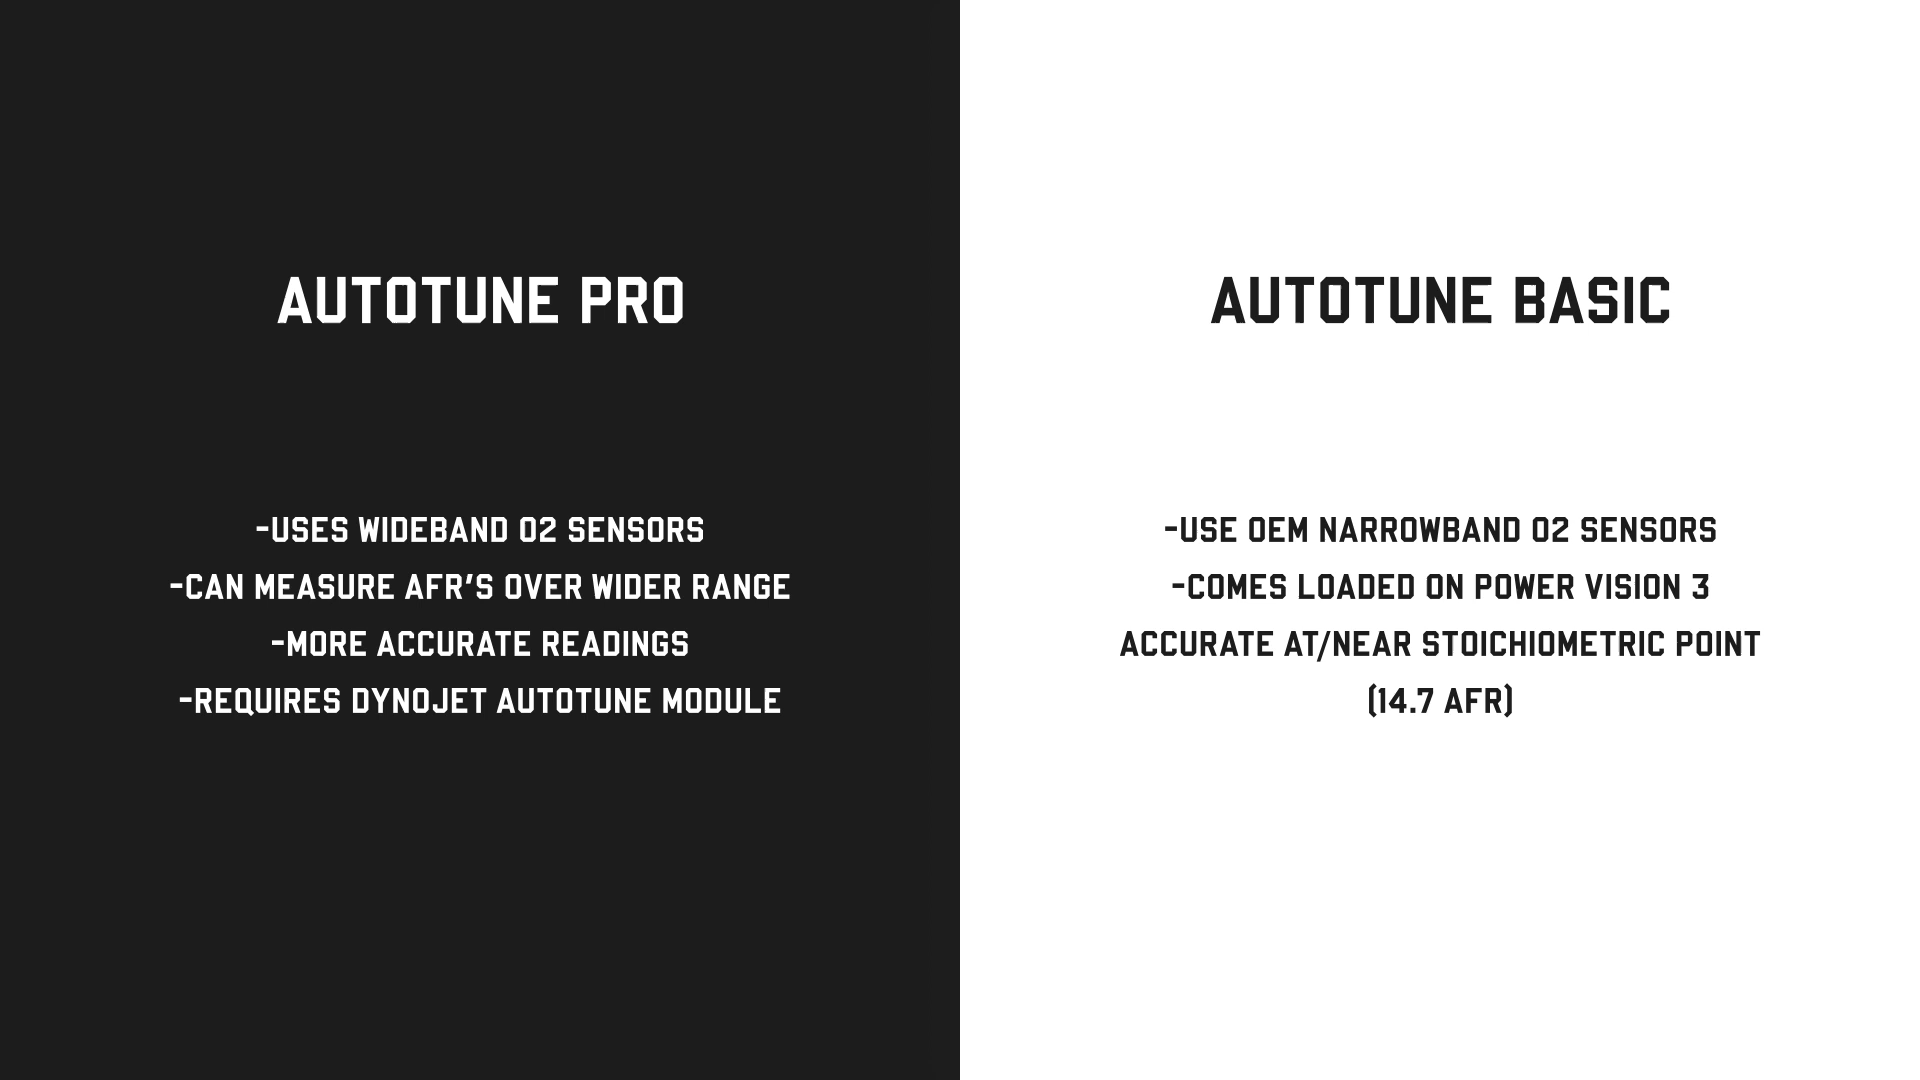 AUTOTUNE PRO
-USES WIDEBAND O2 SENSORS
-CAN MEASURE AFR'S OVER WIDER RANGE
-MORE ACCURATE READINGS
-REQUIRES DYNOJET AUTOTUNE MODULE
AUTOTUNE BASIC
-USE OEM NARROWBAND O2 SENSORS
-COMES LOADED ON POWER VISION 3
ACCURATE AT/NEAR STOICHIOMETRIC POINT
(14.7 AFR)